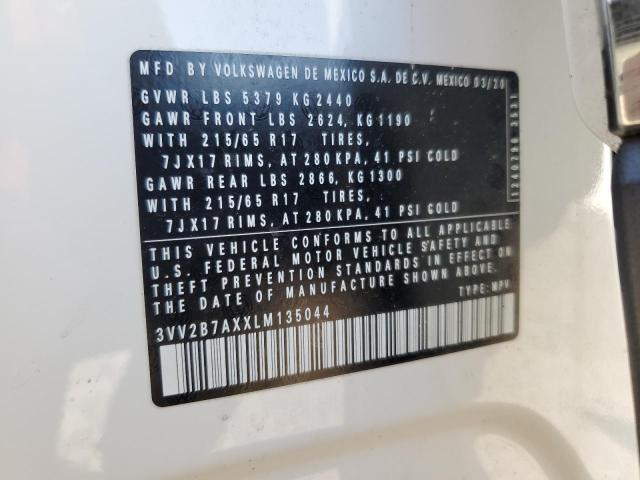 MFD BY VOLKSWAGEN DE MEXICO S.A. DE C.V. MEXICO 03/20
GVWR LBS 5379 KG 2440
GAWR FRONT LBS 2624, KG 1190
WITH 215/65 R17 TIRES,
7JX17 RIMS, AT 280 KPA, 41 PSI COLD
GAWR REAR LBS 2866, KG 1300
WITH 215/65 R17 TIRES,
7JX17 RIMS, AT 280 KPA, 41 PSI COLD
THIS VEHICLE CONFORMS TO ALL APPLICABLE
U.S. FEDERAL MOTOR VEHICLE SAFETY AND
THEFT PREVENTION STANDARDS IN EFFECT ON
THE DATE OF MANUFACTURE SHOWN ABOVE.
TYPE: MPV
3VV2B7AXXLM135044